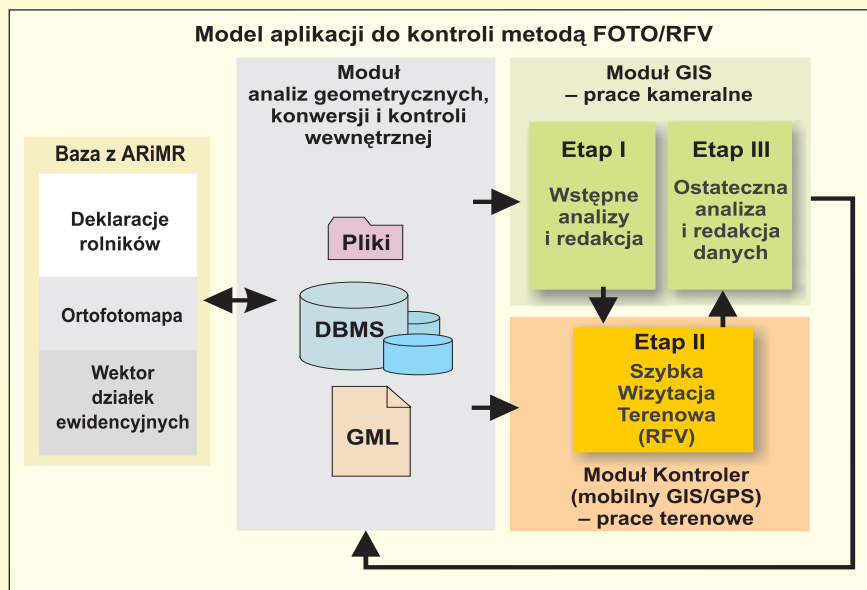 Model aplikacji do kontroli metodą FOTO/RFV
Baza z ARiMR
Deklaracje
rolników
Ortofotomapa
Wektor
działek
ewidencyjnych
Moduł
analiz geometrycznych,
konwersji i kontroli
wewnętrznej
Pliki
DBMS
GML
Moduł GIS
– prace kameralne
Etap I
Wstępne
analizy
i redakcja
Etap III
Ostateczna
analiza
i redakcja
danych
Etap II
Szybka
Wizytacja
Terenowa
(RFV)
Moduł Kontroler
(mobilny GIS/GPS)
– prace terenowe